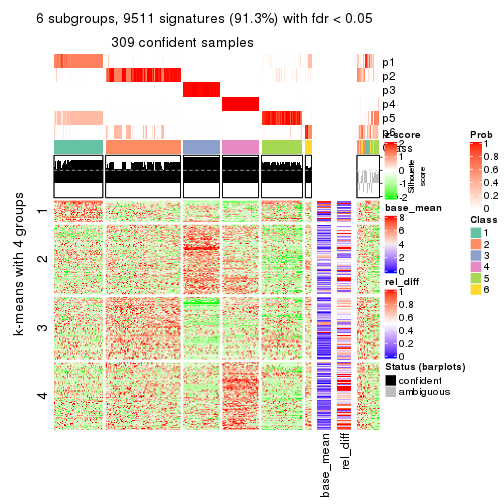 6 subgroups, 9511 signatures (91.3%) with fdr < 0.05
309 confident samples
p1
p2
p3
p4
p5
p6
Class
Silhouette
score
k-means with 4 groups
1
2
3
4
base_mean
rel_diff
z_score
2
1
0
-1
-2
base_mean
8
6
4
2
0
rel_diff
1
0.8
0.6
0.4
0.2
0
Status (barplots)
confident
ambiguous
Prob
1
0.8
0.6
0.4
0.2
0
Class
1
2
3
4
5
6